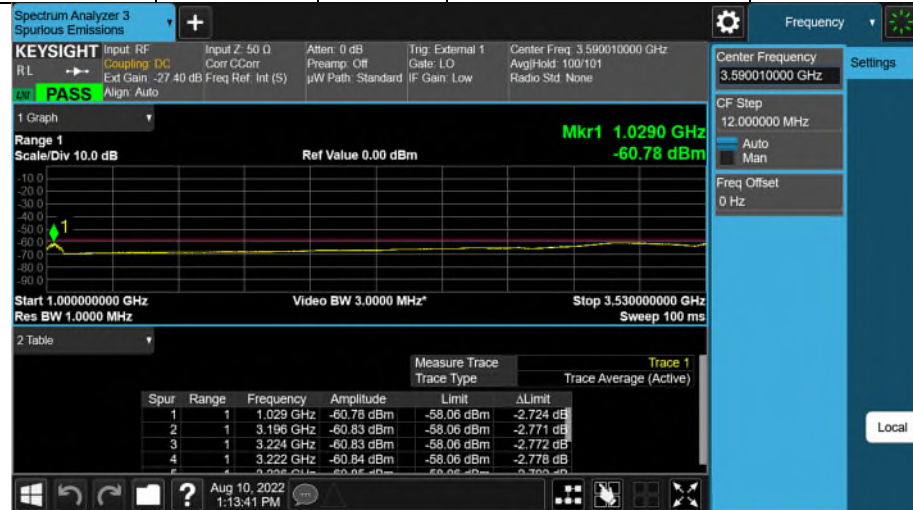 Spectrum Analyzer 3
Spurious Emissions
Frequency
KEYSIGHT
RL
LXI
PASS
Input: RF
Coupling: DC
Ext Gain: -27.40 dB
Align: Auto
Input Z: 50 Ω
Corr CCorr
Freq Ref: Int (S)
Atten: 0 dB
Preamp: Off
µW Path: Standard
Trig: External 1
Gate: LO
IF Gain: Low
Center Freq: 3.590010000 GHz
Avg|Hold: 100/101
Radio Std: None
Center Frequency
3.590010000 GHz
Settings
CF Step
12.000000 MHz
Auto
Man
Freq Offset
0 Hz
Local
1 Graph
Range 1
Scale/Div 10.0 dB
Ref Value 0.00 dBm
Mkr1 1.0290 GHz
-60.78 dBm
-10.0
-20.0
-30.0
-40.0
-50.0
-60.0
-70.0
-80.0
-90.0
1
Start 1.000000000 GHz
Video BW 3.0000 MHz*
Stop 3.530000000 GHz
Res BW 1.0000 MHz
Sweep 100 ms
2 Table
Measure Trace Trace 1
Trace Type Trace Average (Active)
Spur Range Frequency Amplitude Limit ΔLimit
1 1 1.029 GHz -60.78 dBm -58.06 dBm -2.724 dB
2 1 3.196 GHz -60.83 dBm -58.06 dBm -2.771 dB
3 1 3.224 GHz -60.83 dBm -58.06 dBm -2.772 dB
4 1 3.222 GHz -60.84 dBm -58.06 dBm -2.778 dB
?
Aug 10, 2022
1:13:41 PM